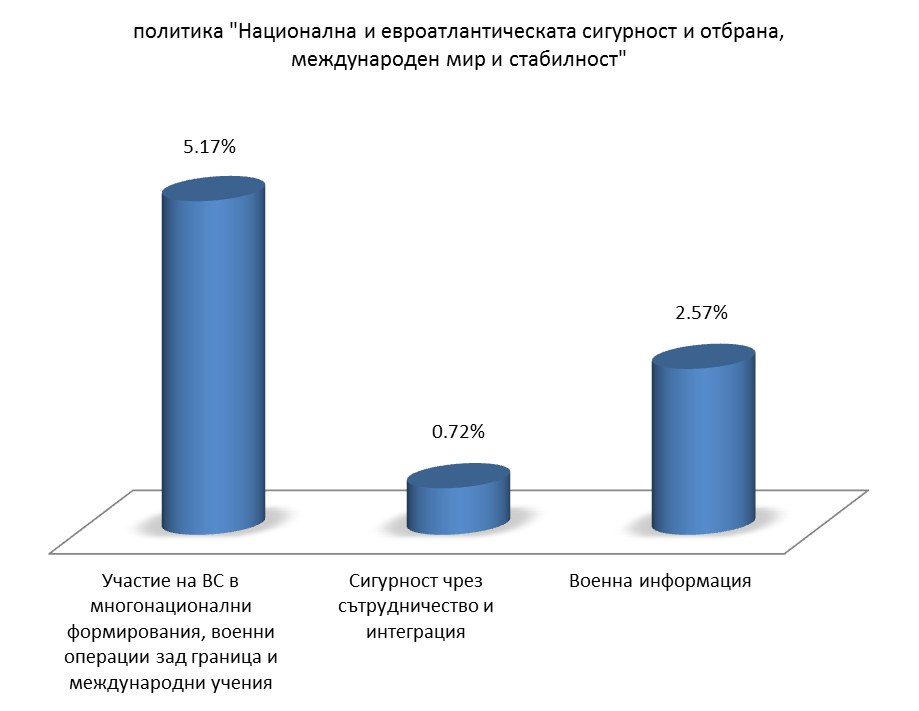 политика "Национална и евроатлантическата сигурност и отбрана,
международен мир и стабилност"
5.17%
0.72%
2.57%
Участие на ВС в
многонационални
формирования, военни
операции зад граница и
международни учения
Сигурност чрез
сътрудничество и
интеграция
Военна информация